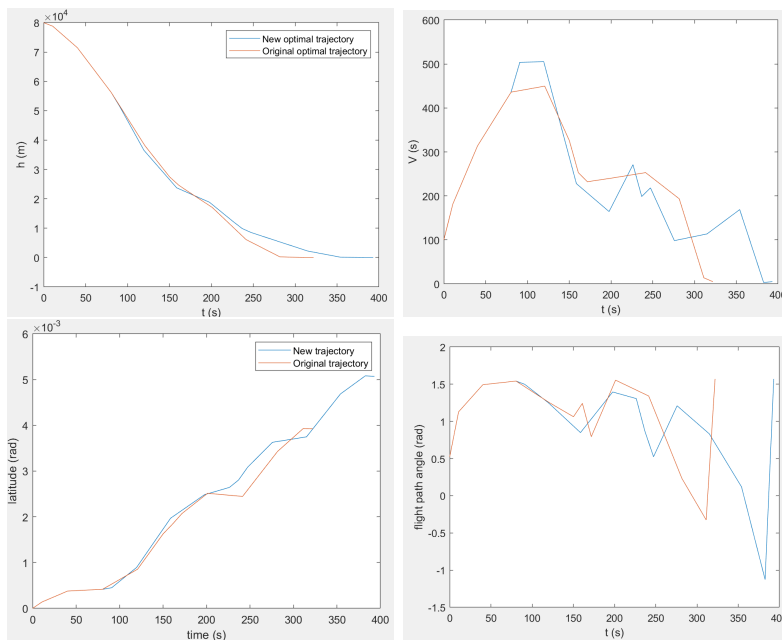 ×10⁴
8
7
6
5
4
3
2
1
0
-1
0 50 100 150 200 250 300 350 400
h (m)
t (s)
New optimal trajectory
Original optimal trajectory
600
500
400
300
200
100
0
0 50 100 150 200 250 300 350 400
V (s)
t (s)
×10⁻³
6
5
4
3
2
1
0
0 50 100 150 200 250 300 350 400
latitude (rad)
time (s)
New trajectory
Original trajectory
2
1.5
1
0.5
0
-0.5
-1
-1.5
0 50 100 150 200 250 300 350 400
flight path angle (rad)
t (s)